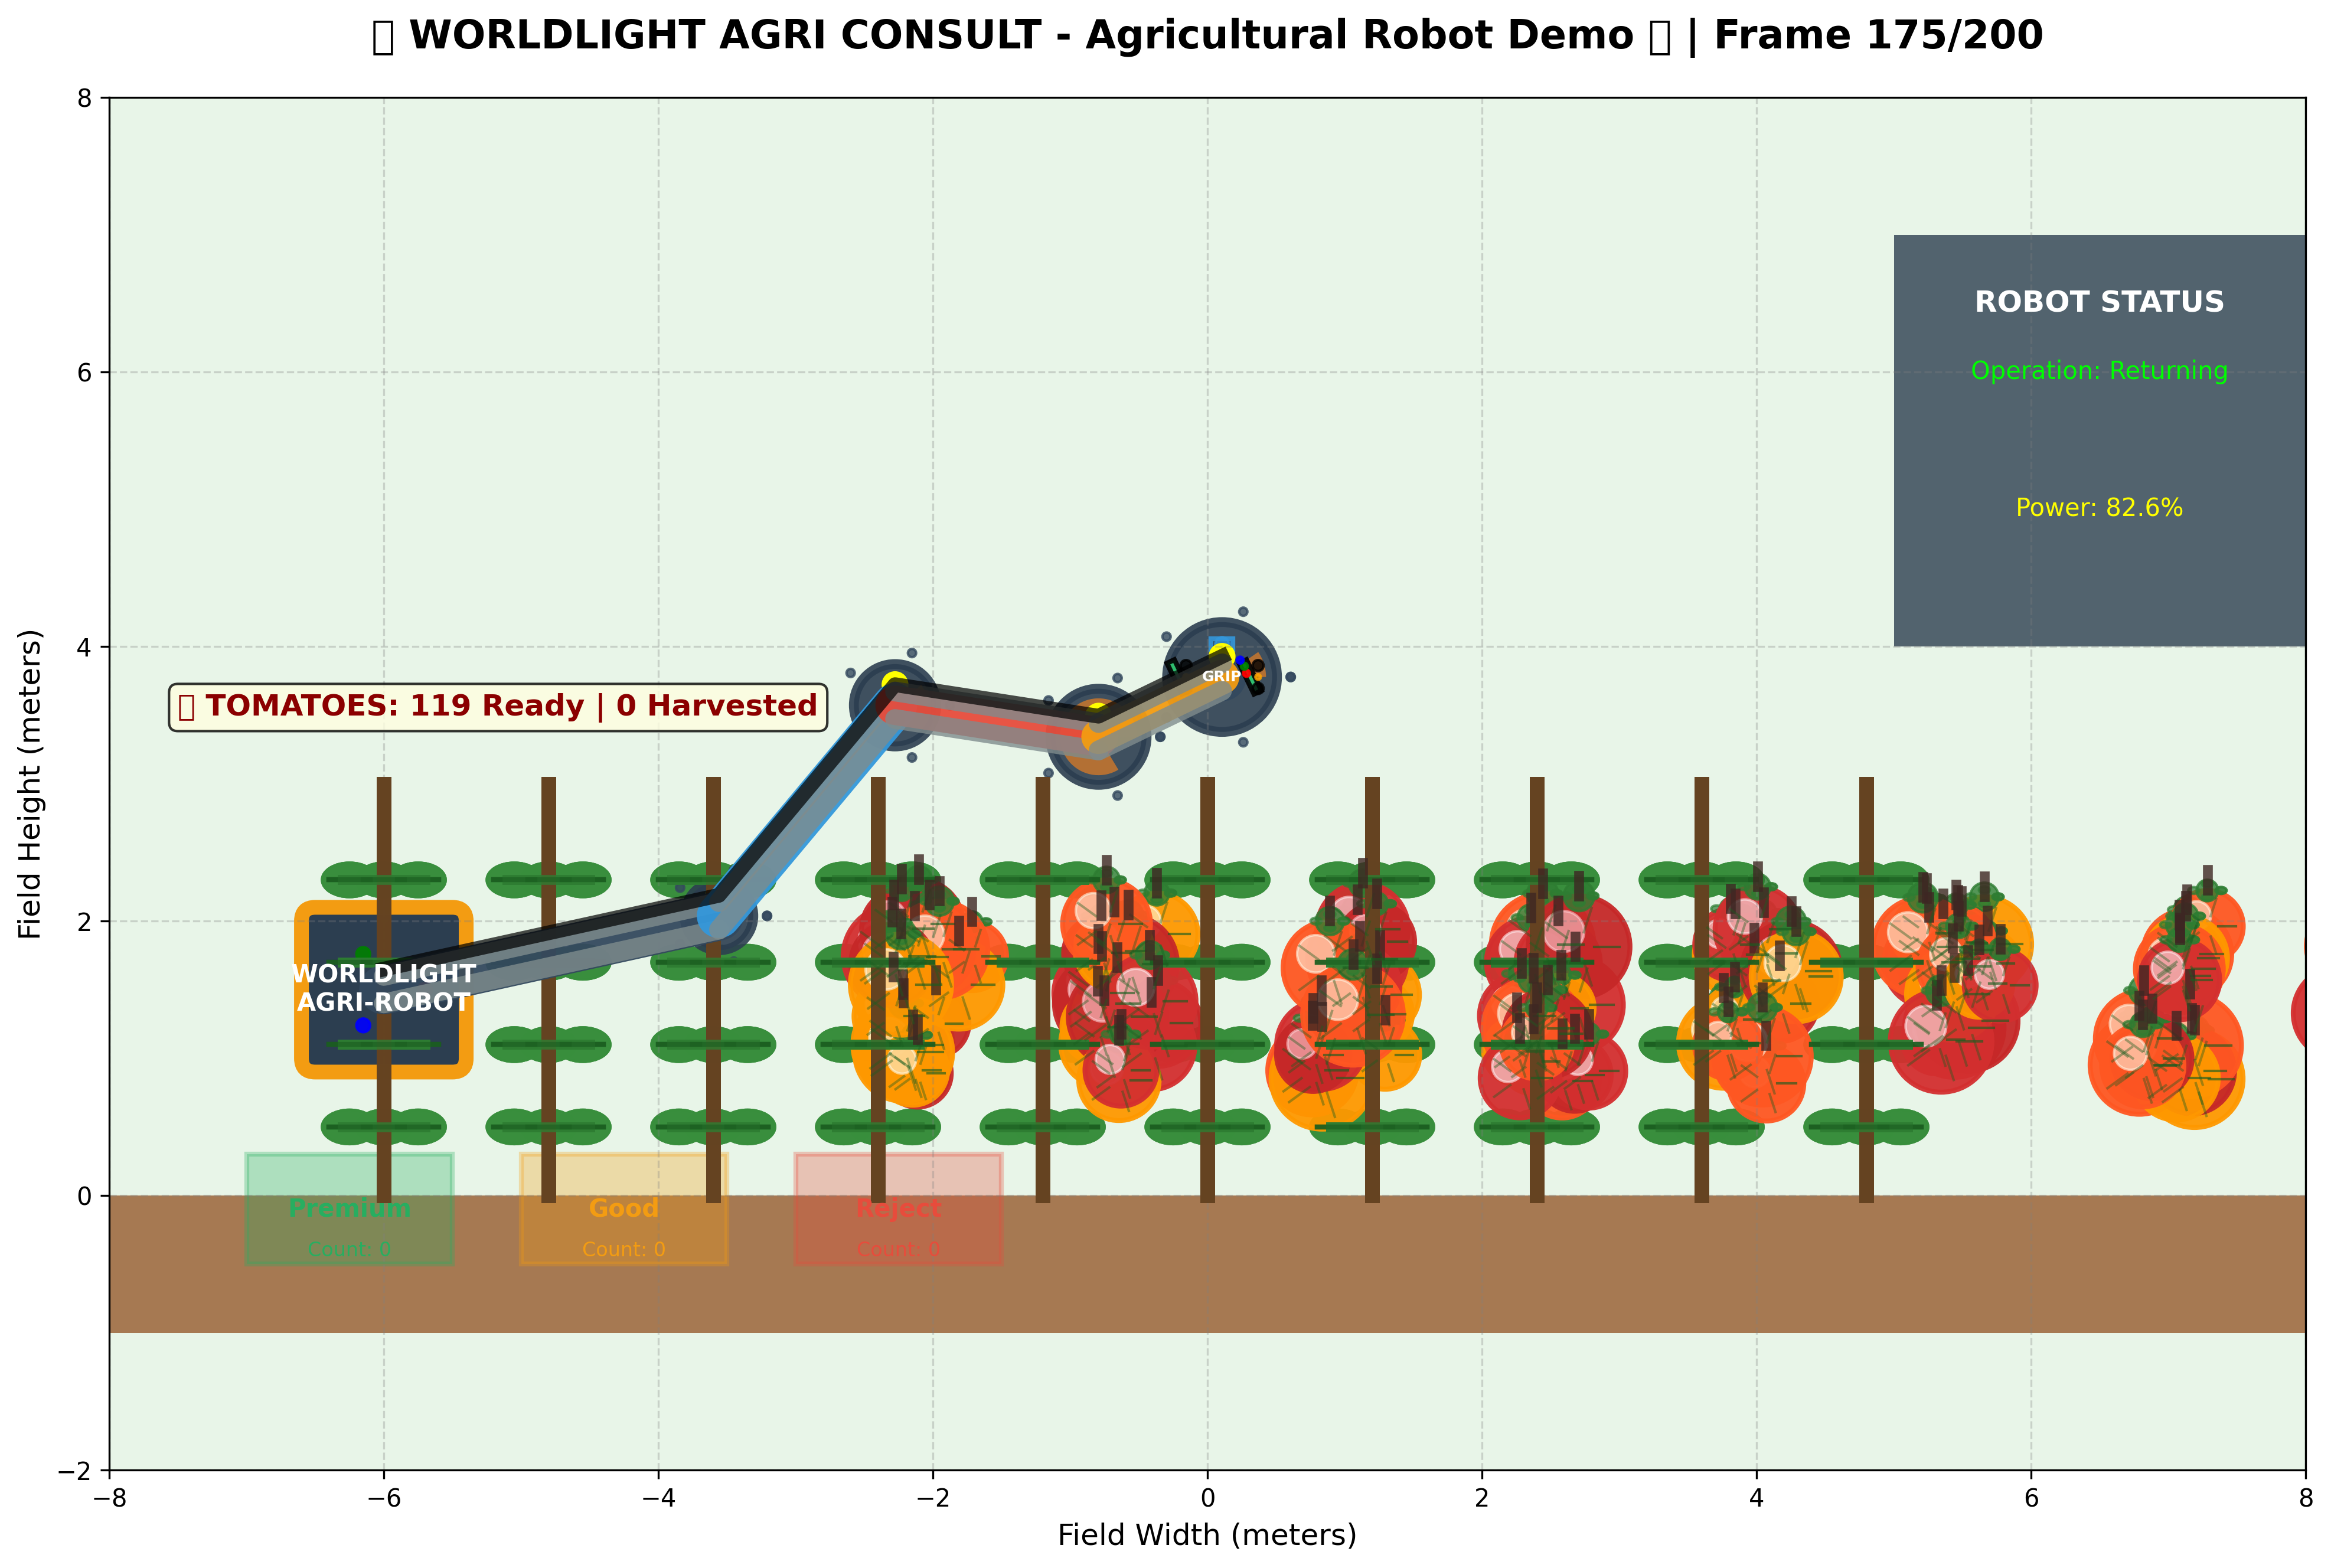 WORLDLIGHT AGRI CONSULT - Agricultural Robot Demo | Frame 175/200
8
6
4
2
0
−2
Field Height (meters)
ROBOT STATUS
Operation: Returning
Power: 82.6%
TOMATOES: 119 Ready | 0 Harvested
GRIP
WORLDLIGHT
AGRI-ROBOT
Premium
Count: 0
Good
Count: 0
Reject
Count: 0
−8 −6 −4 −2 0 2 4 6 8
Field Width (meters)